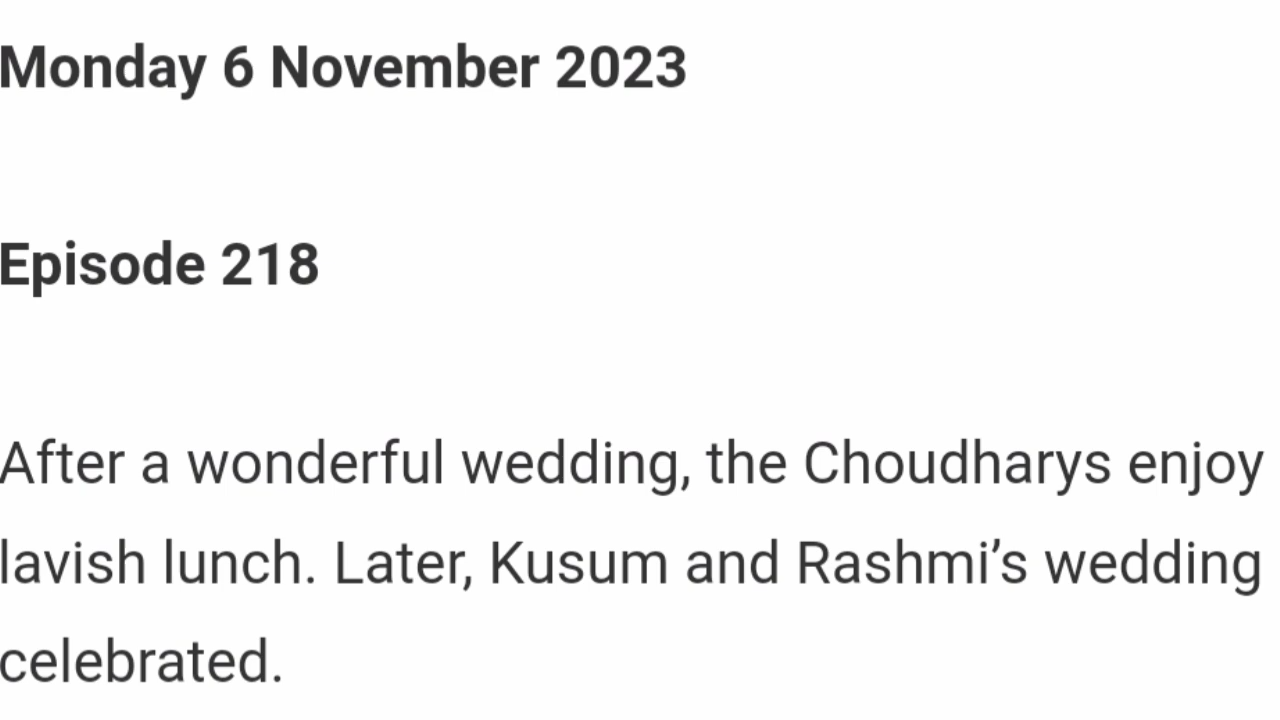 Monday 6 November 2023
Episode 218
After a wonderful wedding, the Choudharys enjoy
lavish lunch. Later, Kusum and Rashmi’s wedding
celebrated.